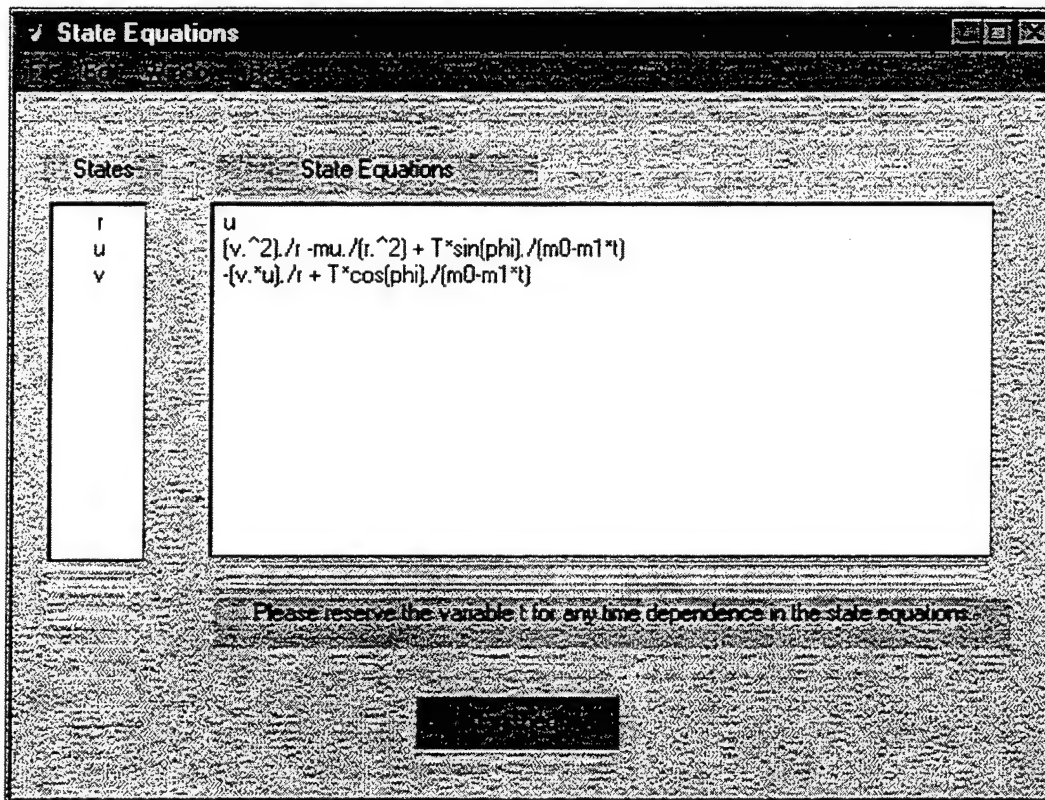 State Equations
States
State Equations
r
u
v
u
(v.^2)./r -mu./(r.^2) + T*sin(phi)./(m0-m1*t)
-(v.*u)./r + T*cos(phi)./(m0-m1*t)
Please reserve the variable t for any time dependence in the state equations.